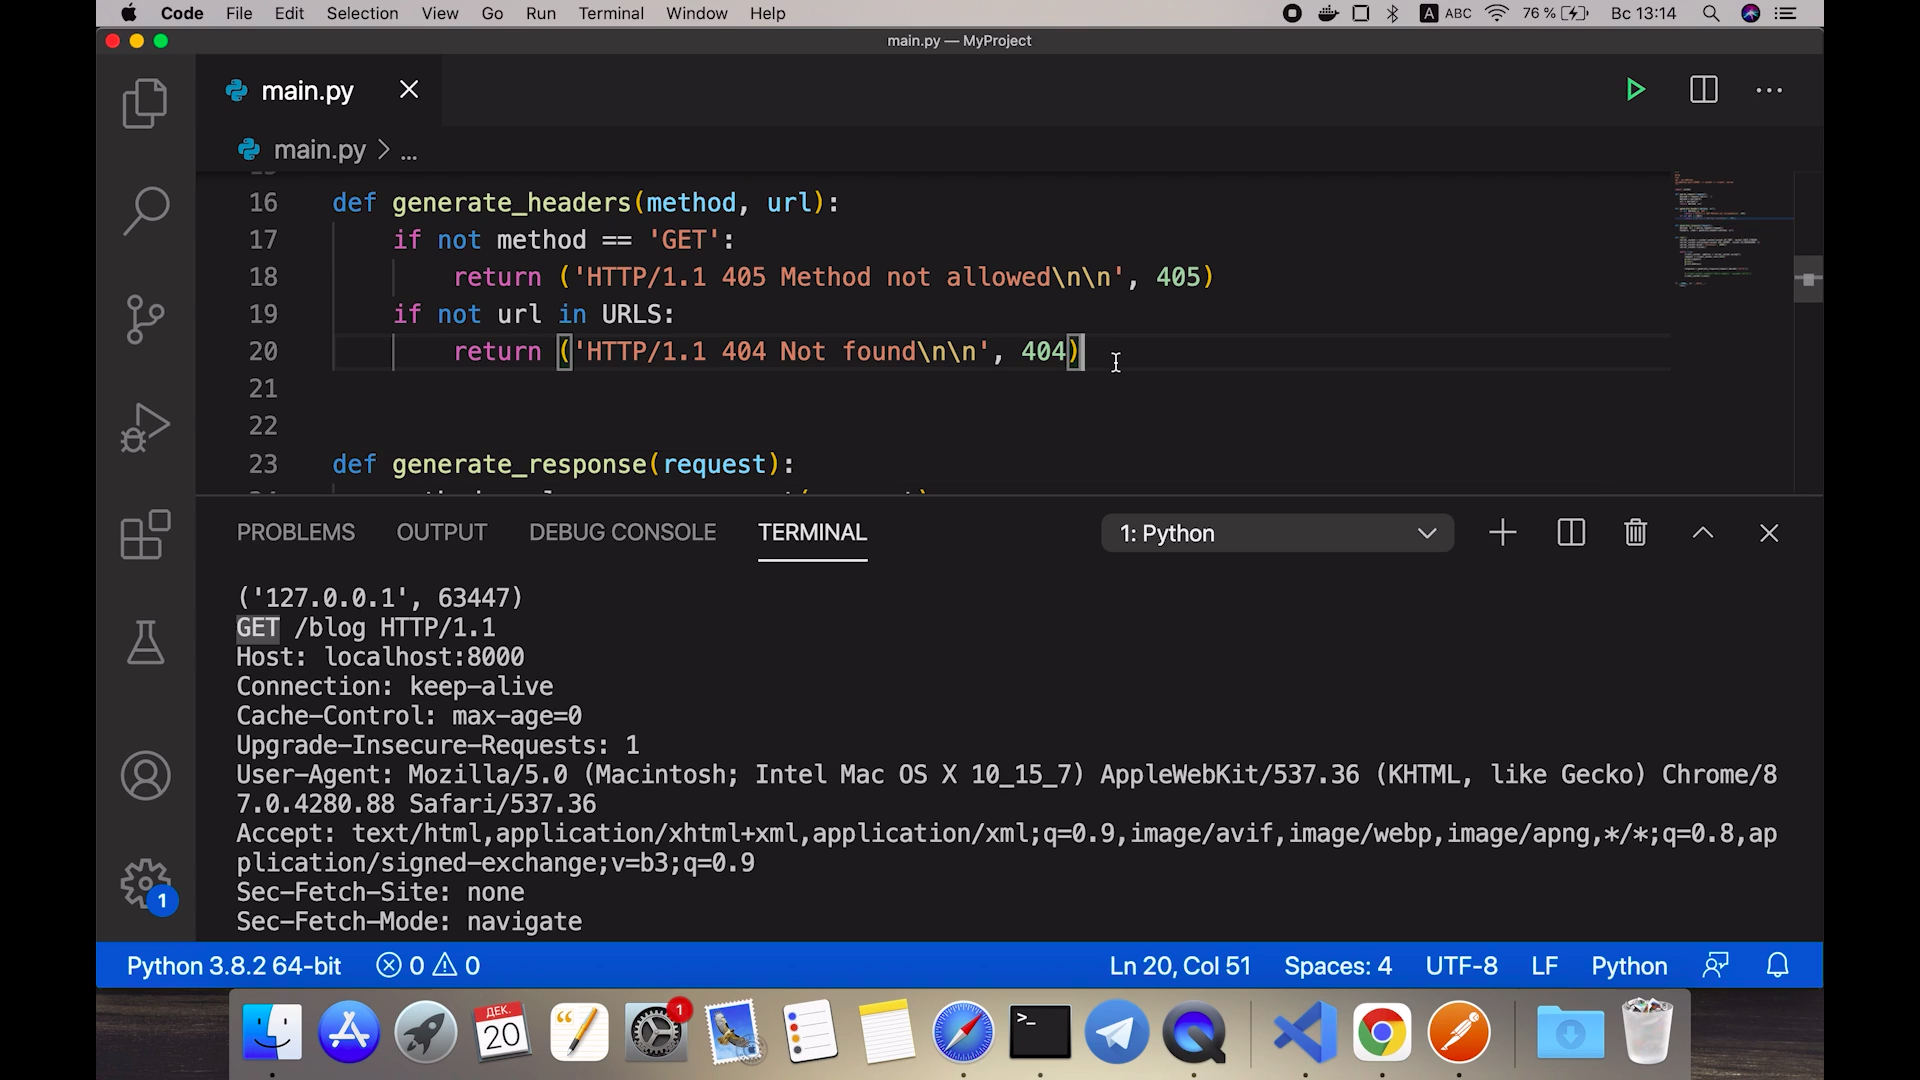 Code File Edit Selection View Go Run Terminal Window Help A ABC 76 % Вс 13:14
main.py — MyProject
main.py
main.py > ...
16 def generate_headers(method, url):
17 if not method == 'GET':
18 return ('HTTP/1.1 405 Method not allowed\n\n', 405)
19 if not url in URLS:
20 return ('HTTP/1.1 404 Not found\n\n', 404)
21
22
23 def generate_response(request):
PROBLEMS OUTPUT DEBUG CONSOLE TERMINAL 1: Python
('127.0.0.1', 63447)
GET /blog HTTP/1.1
Host: localhost:8000
Connection: keep-alive
Cache-Control: max-age=0
Upgrade-Insecure-Requests: 1
User-Agent: Mozilla/5.0 (Macintosh; Intel Mac OS X 10_15_7) AppleWebKit/537.36 (KHTML, like Gecko) Chrome/8
7.0.4280.88 Safari/537.36
Accept: text/html,application/xhtml+xml,application/xml;q=0.9,image/avif,image/webp,image/apng,*/*;q=0.8,ap
plication/signed-exchange;v=b3;q=0.9
Sec-Fetch-Site: none
Sec-Fetch-Mode: navigate
1
Python 3.8.2 64-bit 0 0 Ln 20, Col 51 Spaces: 4 UTF-8 LF Python
ДЕК.
20
1